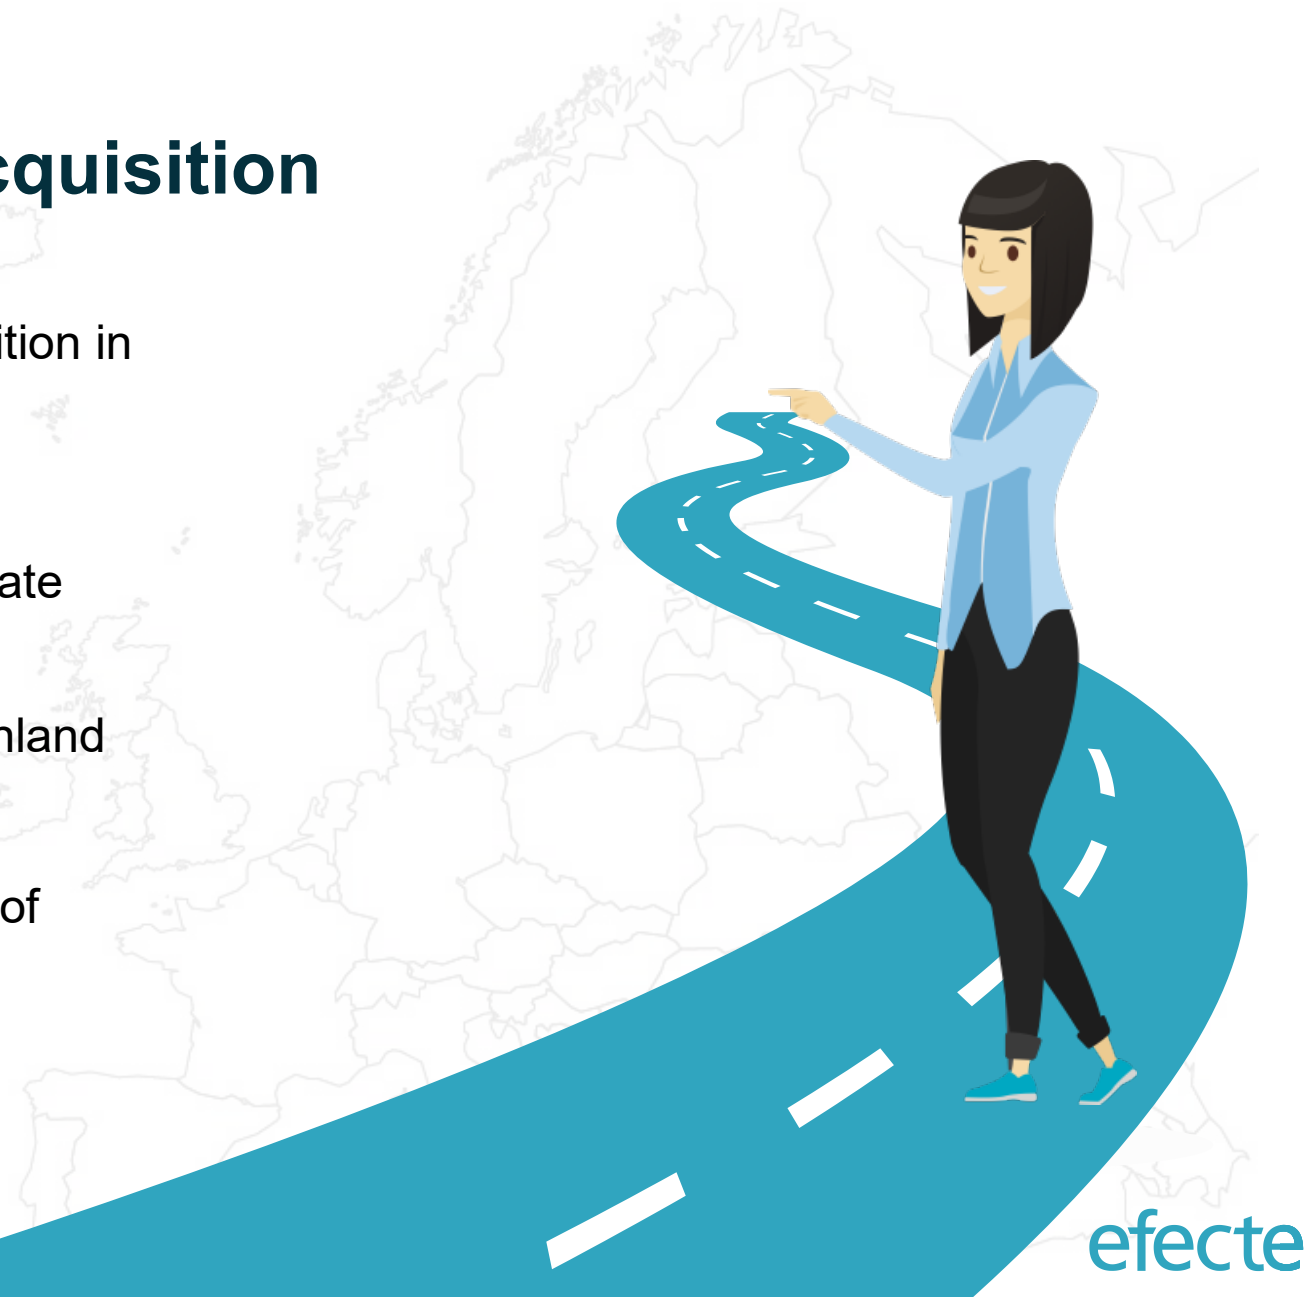 cquisition
ition in
ate
nland
of
efecte